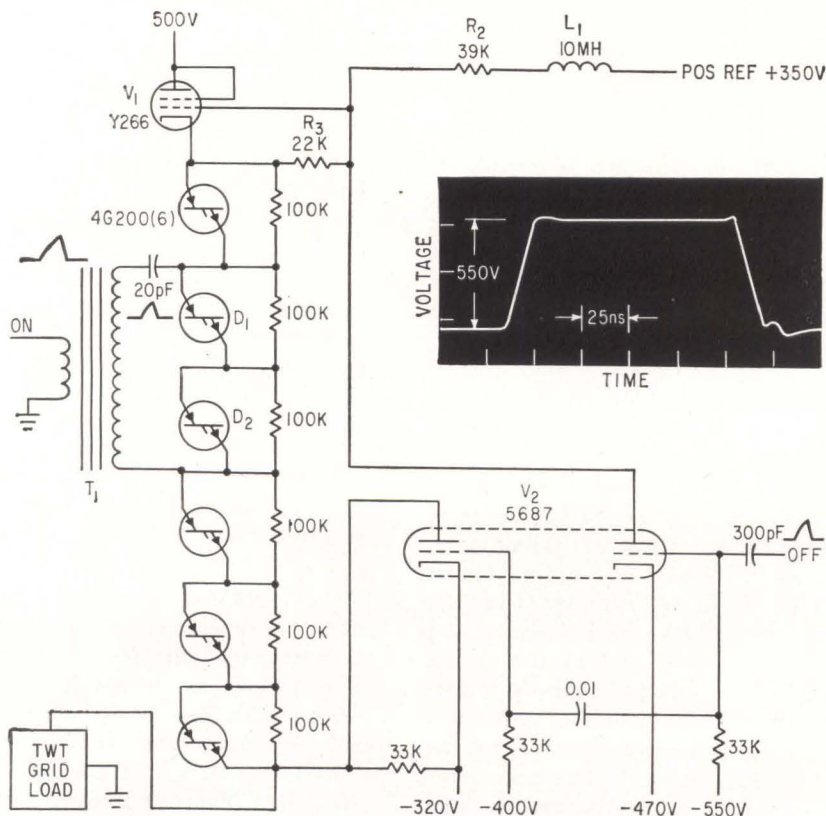 500V
V₁
Y266
R₃
22K
R₂
39K
L₁
10MH
POS REF +350V
4G200(6)
100K
20pF
100K
ON
D₁
100K
D₂
T₁
100K
100K
100K
VOLTAGE
550V
25ns
TIME
V₂
5687
300pF
OFF
0.01
33K
33K
33K
TWT
GRID
LOAD
-320V
-400V
-470V
-550V